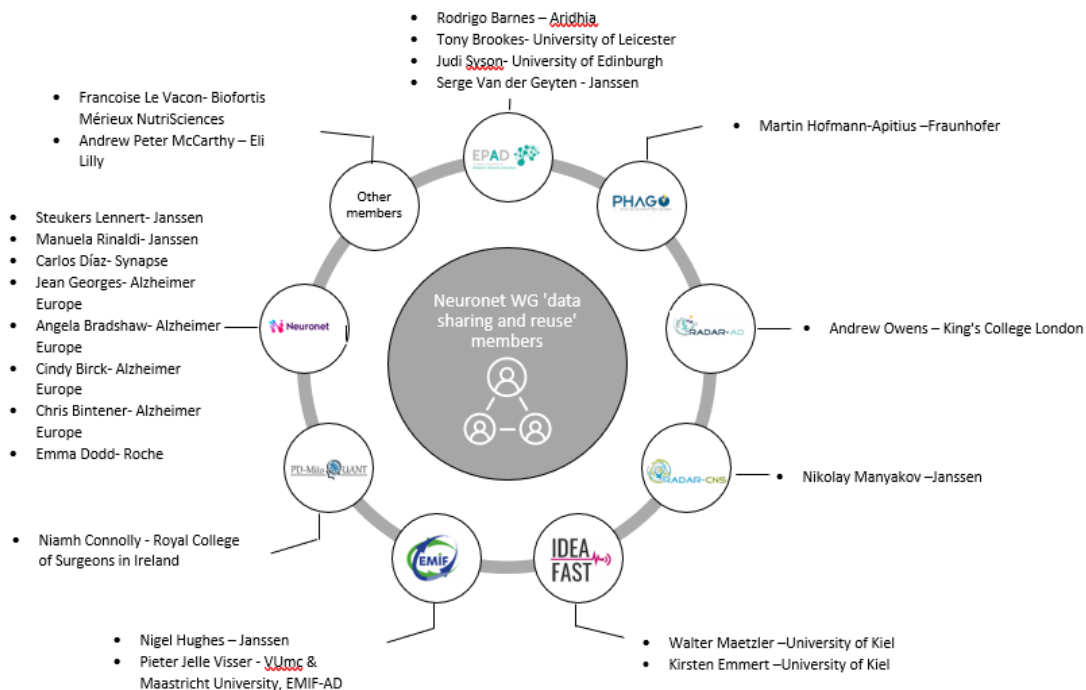 Rodrigo Barnes – Aridhia
Tony Brookes- University of Leicester
Judi Syson- University of Edinburgh
Serge Van der Geyten - Janssen
Francoise Le Vacon- Biofortis
Mérieux NutriSciences
Andrew Peter McCarthy – Eli
Lilly
Martin Hofmann-Apitius –Fraunhofer
EPAD
Other
members
PHAGO
Steukers Lennert- Janssen
Manuela Rinaldi- Janssen
Carlos Díaz- Synapse
Jean Georges- Alzheimer
Europe
Angela Bradshaw- Alzheimer
Europe
Cindy Birck- Alzheimer
Europe
Chris Bintener- Alzheimer
Europe
Emma Dodd- Roche
Neuronet
Neuronet WG 'data
sharing and reuse'
members
RADAR-AD
Andrew Owens – King's College London
PD-MitoQUANT
RADAR-CNS
Nikolay Manyakov –Janssen
Niamh Connolly - Royal College
of Surgeons in Ireland
EMIF
IDEA
FAST
Nigel Hughes – Janssen
Pieter Jelle Visser - VUmc &
Maastricht University, EMIF-AD
Walter Maetzler –University of Kiel
Kirsten Emmert –University of Kiel